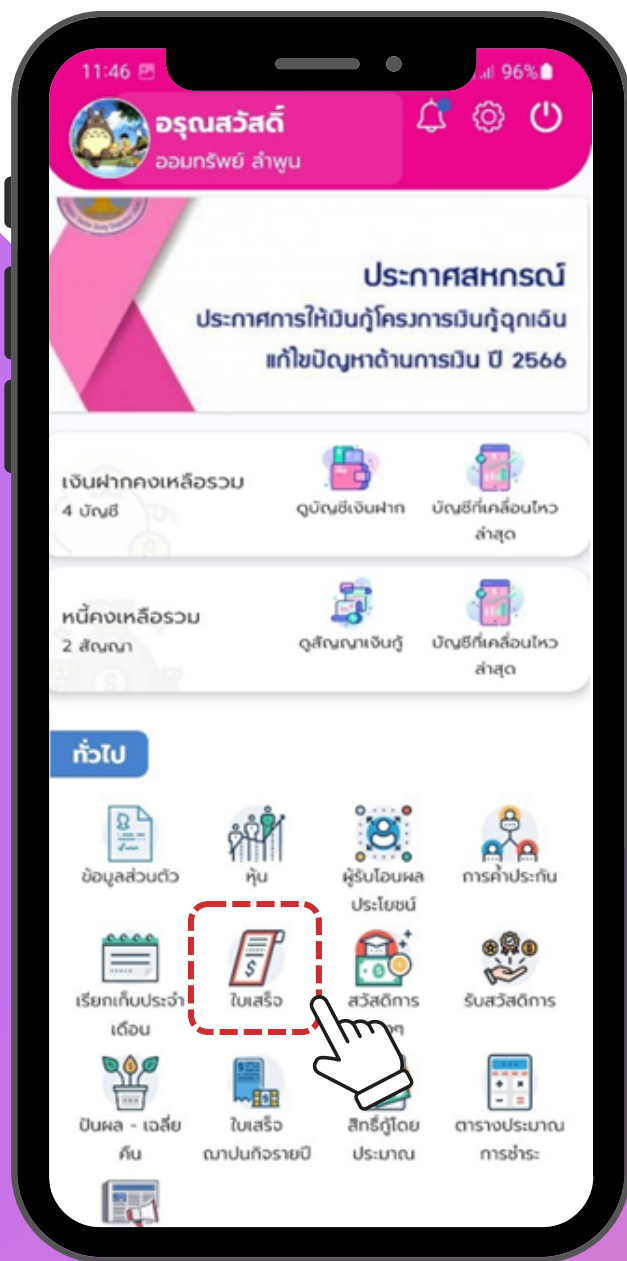 11:46
96%
อรุณสวัสดิ์
ออมทรัพย์ ลำพูน
ประกาศสหกรณ์
ประกาศการให้เงินกู้โครงการเงินกู้ฉุกเฉิน
แก้ไขปัญหาด้านการเงิน ปี 2566
เงินฝากคงเหลือรวม
4 บัญชี
ดูบัญชีเงินฝาก
บัญชีที่เคลื่อนไหว
ล่าสุด
หนี้คงเหลือรวม
2 สัญญา
ดูสัญญาเงินกู้
บัญชีที่เคลื่อนไหว
ล่าสุด
ทั่วไป
ข้อมูลส่วนตัว
หุ้น
ผู้รับโอนผล
ประโยชน์
การค้ำประกัน
เรียกเก็บประจำ
เดือน
ใบเสร็จ
สวัสดิการ
รับสวัสดิการ
ปันผล - เฉลี่ย
คืน
ใบเสร็จ
ฌาปนกิจรายปี
สิทธิ์กู้โดย
ประมาณ
ตารางประมาณ
การชำระ